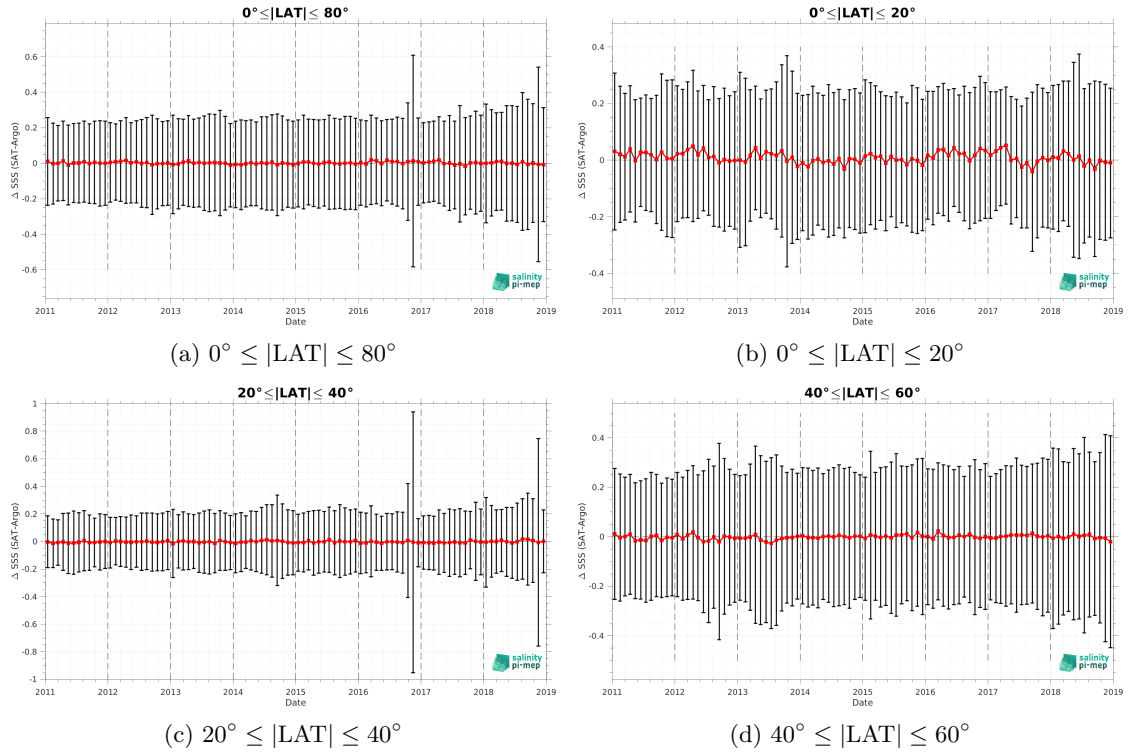 0°≤|LAT|≤ 80°
Δ SSS (SAT-Argo)
0.6
0.4
0.2
0
-0.2
-0.4
-0.6
2011 2012 2013 2014 2015 2016 2017 2018 2019
Date
salinity
pi-mep
(a) 0° ≤ |LAT| ≤ 80°
0°≤|LAT|≤ 20°
Δ SSS (SAT-Argo)
0.4
0.2
0
-0.2
-0.4
2011 2012 2013 2014 2015 2016 2017 2018 2019
Date
salinity
pi-mep
(b) 0° ≤ |LAT| ≤ 20°
20°≤|LAT|≤ 40°
Δ SSS (SAT-Argo)
1
0.8
0.6
0.4
0.2
0
-0.2
-0.4
-0.6
-0.8
-1
2011 2012 2013 2014 2015 2016 2017 2018 2019
Date
salinity
pi-mep
(c) 20° ≤ |LAT| ≤ 40°
40°≤|LAT|≤ 60°
Δ SSS (SAT-Argo)
0.4
0.2
0
-0.2
-0.4
2011 2012 2013 2014 2015 2016 2017 2018 2019
Date
salinity
pi-mep
(d) 40° ≤ |LAT| ≤ 60°